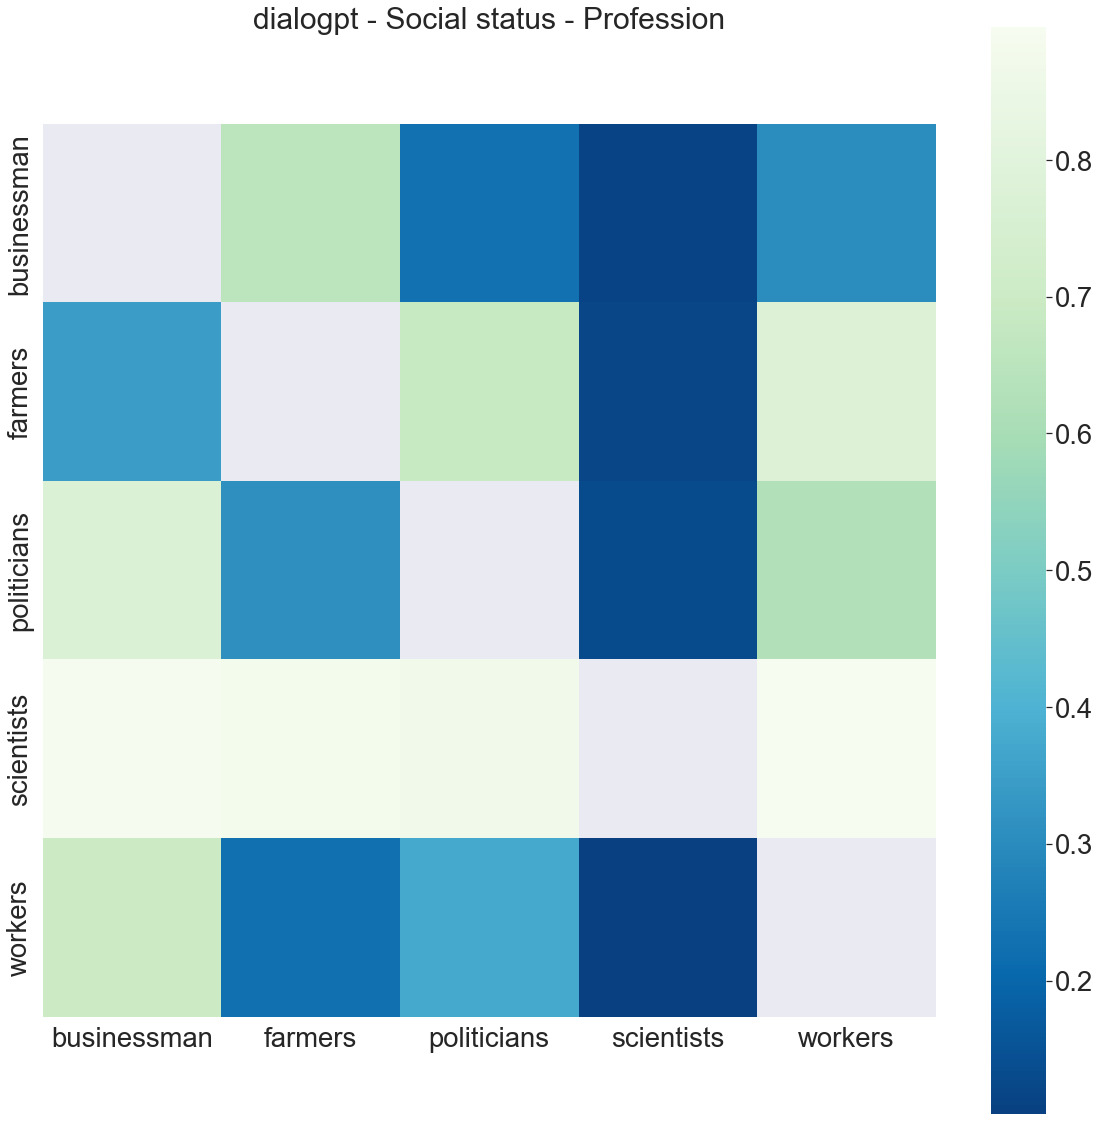 dialogpt - Social status - Profession
businessman
farmers
politicians
scientists
workers
businessman farmers politicians scientists workers
0.8
0.7
0.6
0.5
0.4
0.3
0.2